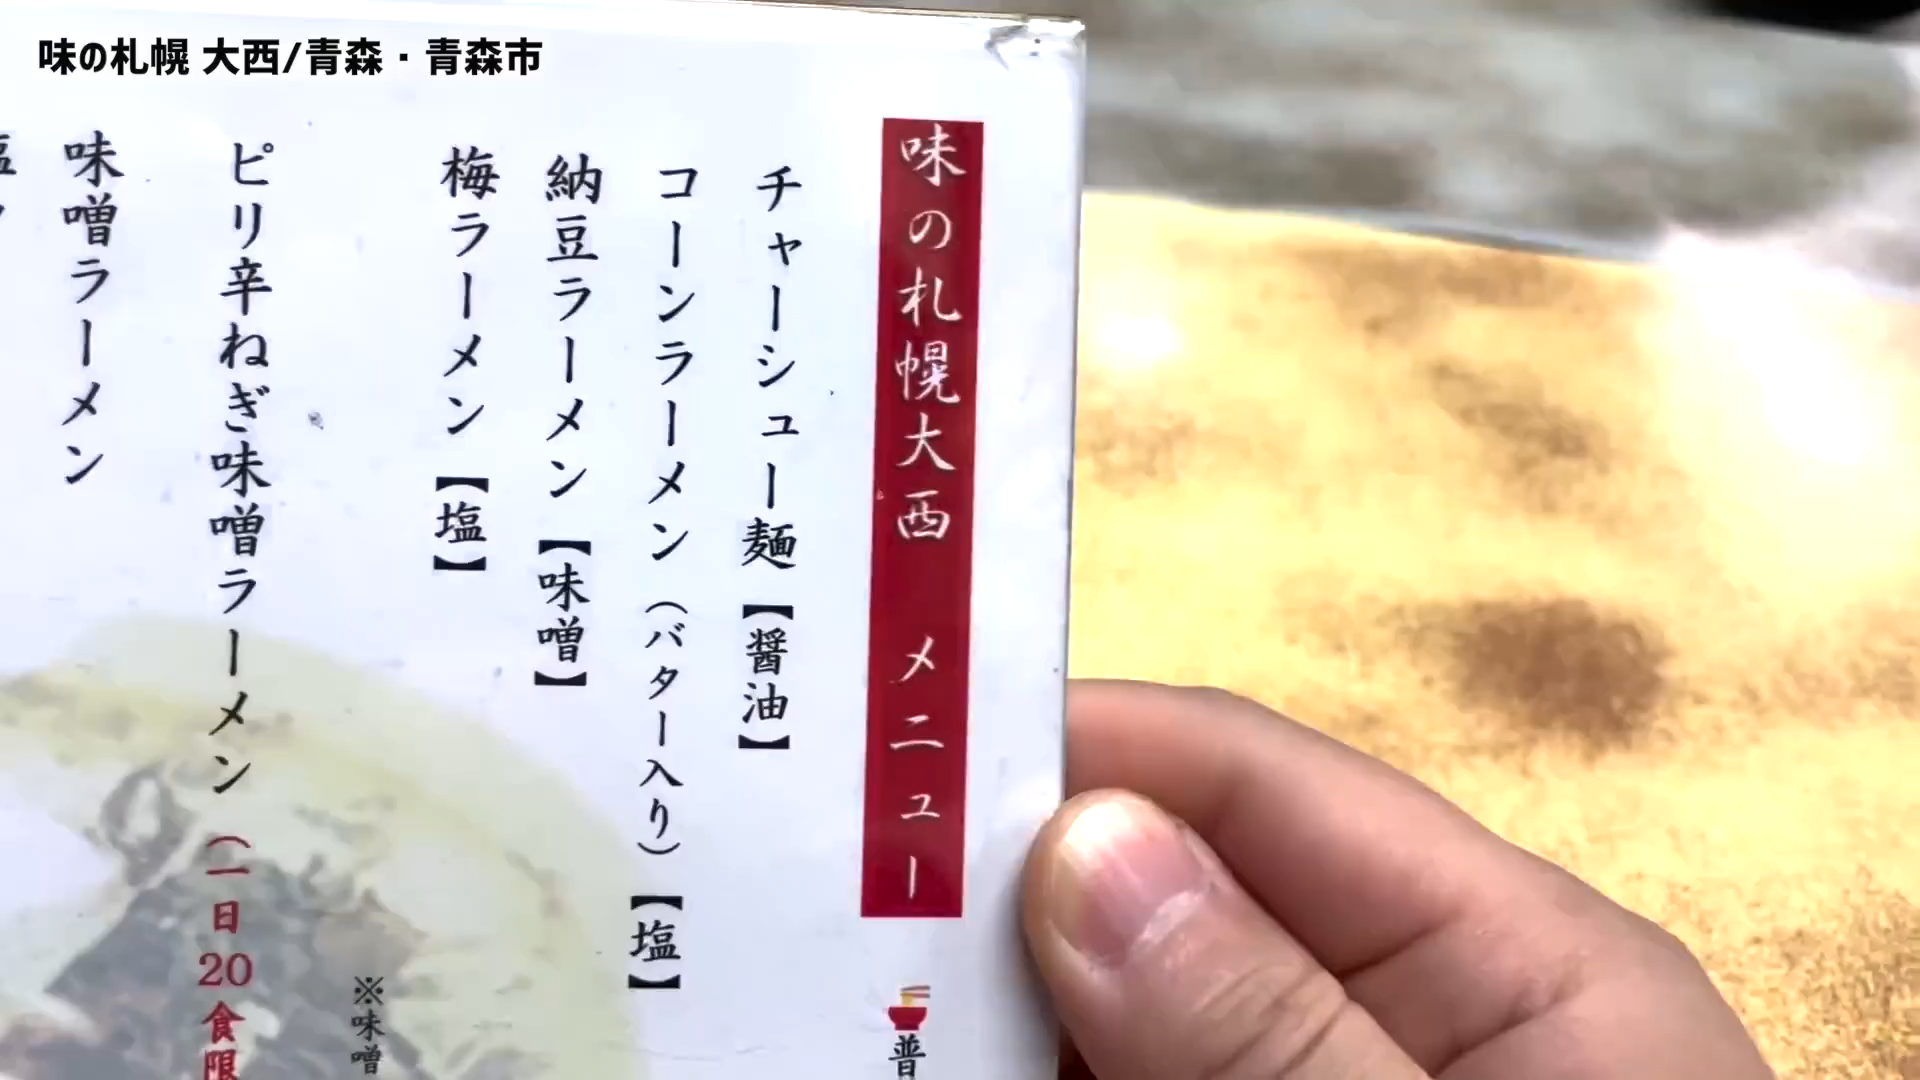 味の札幌 大西/青森・青森市
味の札幌大西 メニュー
普
チャーシュー麺【醤油】
コーンラーメン（バター入り）【塩】
納豆ラーメン【味噌】
梅ラーメン【塩】
※味噌
ピリ辛ねぎ味噌ラーメン（一日20食限
味噌ラーメン
塩